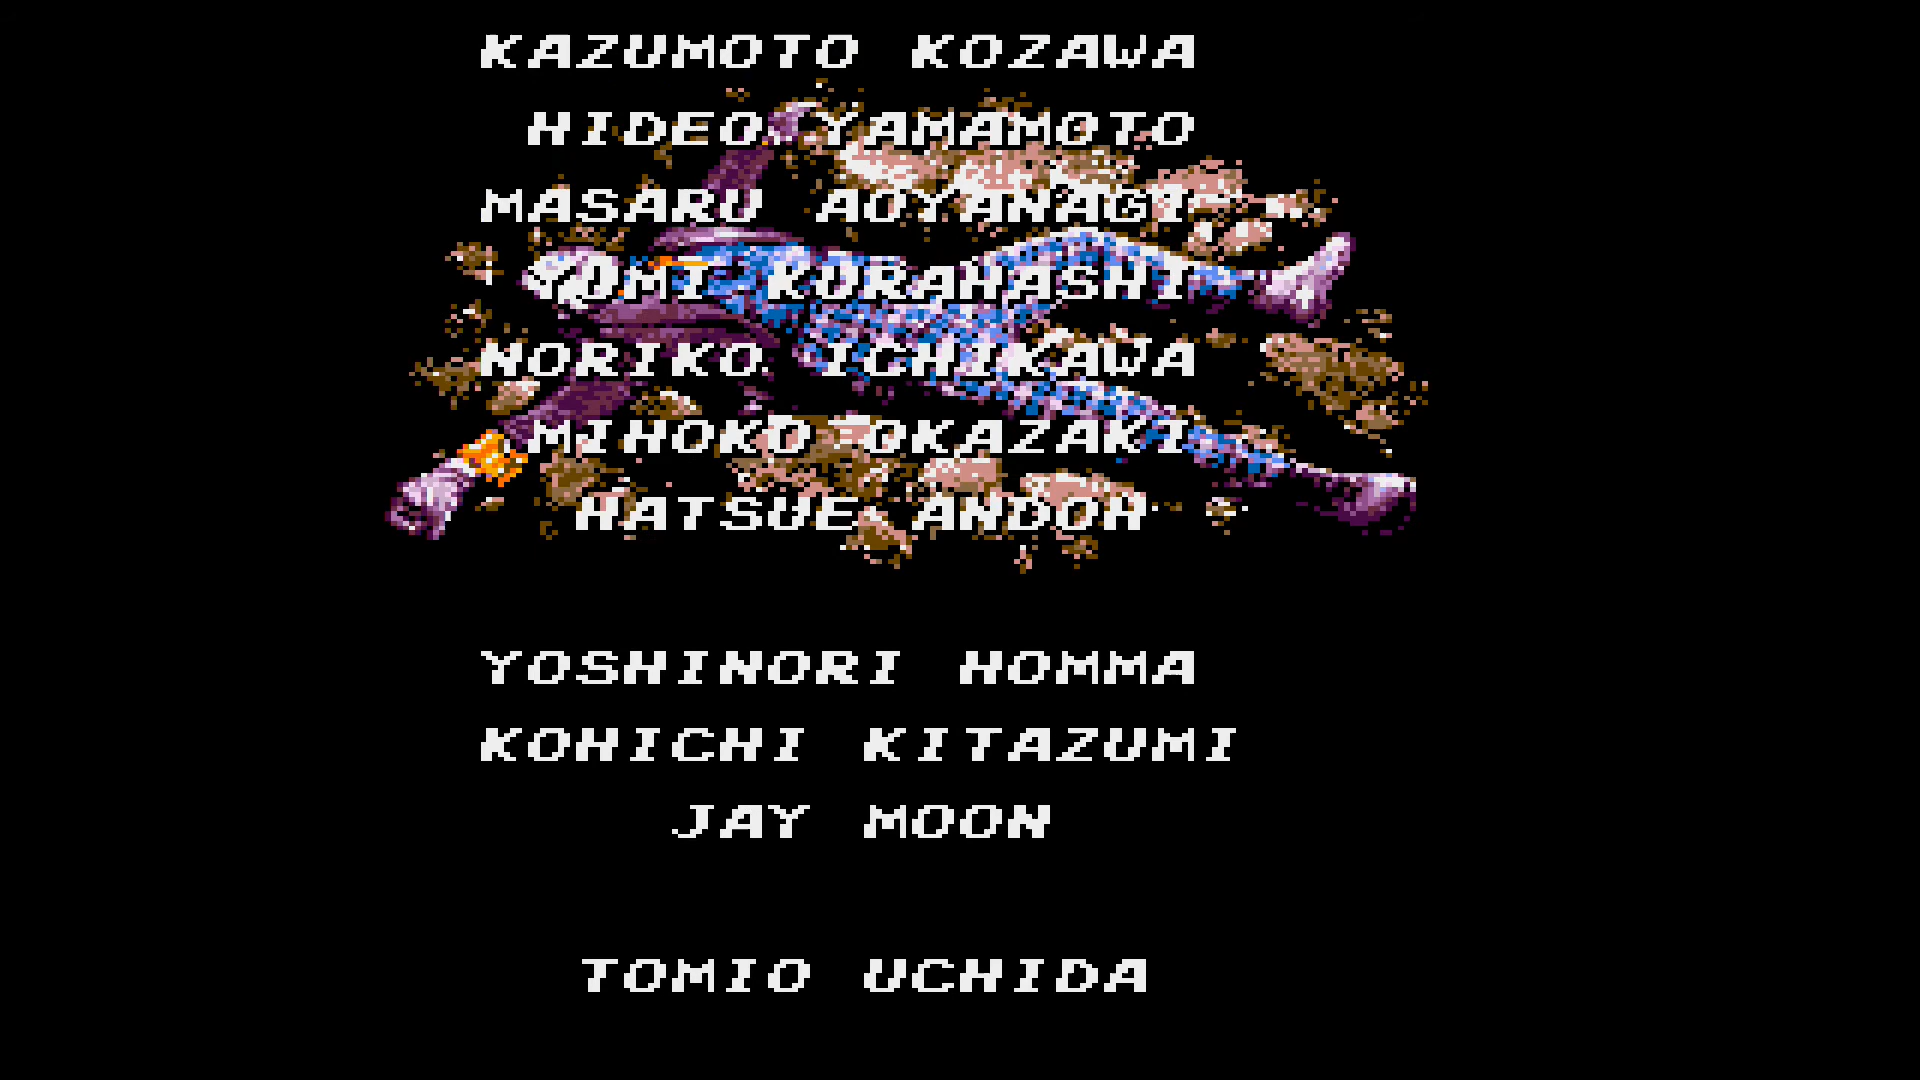 KAZUMOTO KOZAWA
HIDEO YAMAMOTO
MASARU AOYANAGI
YOMI KURAHASHI
NORIKO ICHIKAWA
MIHOKO OKAZAKI
HATSUE ANDOH
YOSHINORI HOMMA
KOHICHI KITAZUMI
JAY MOON
TOMIO UCHIDA